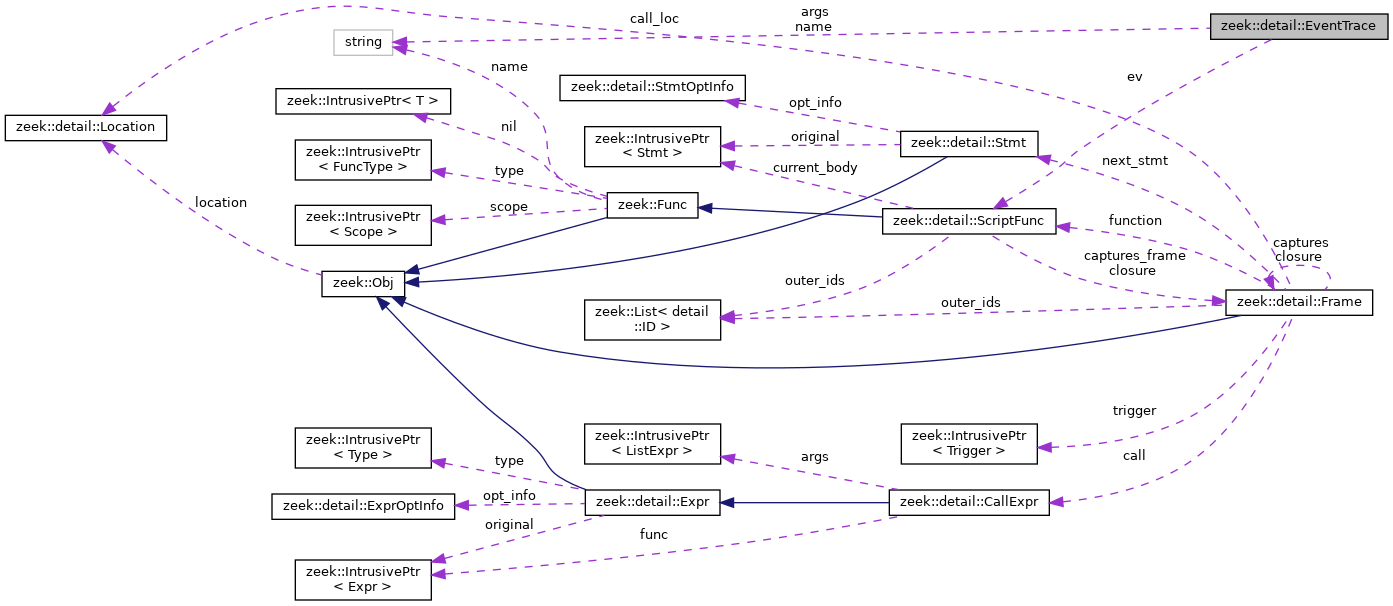 args
name
call_loc
zeek::detail::EventTrace
string
name
ev
zeek::detail::StmtOptInfo
zeek::IntrusivePtr< T >
opt_info
zeek::detail::Location
nil
zeek::IntrusivePtr
< Stmt >
original
zeek::detail::Stmt
zeek::IntrusivePtr
< FuncType >
type
current_body
next_stmt
location
zeek::IntrusivePtr
< Scope >
scope
zeek::Func
zeek::detail::ScriptFunc
function
captures
closure
captures_frame
closure
zeek::Obj
outer_ids
zeek::List< detail
::ID >
outer_ids
zeek::detail::Frame
trigger
zeek::IntrusivePtr
< Type >
type
zeek::IntrusivePtr
< ListExpr >
args
zeek::IntrusivePtr
< Trigger >
call
zeek::detail::ExprOptInfo
opt_info
zeek::detail::Expr
zeek::detail::CallExpr
original
func
zeek::IntrusivePtr
< Expr >